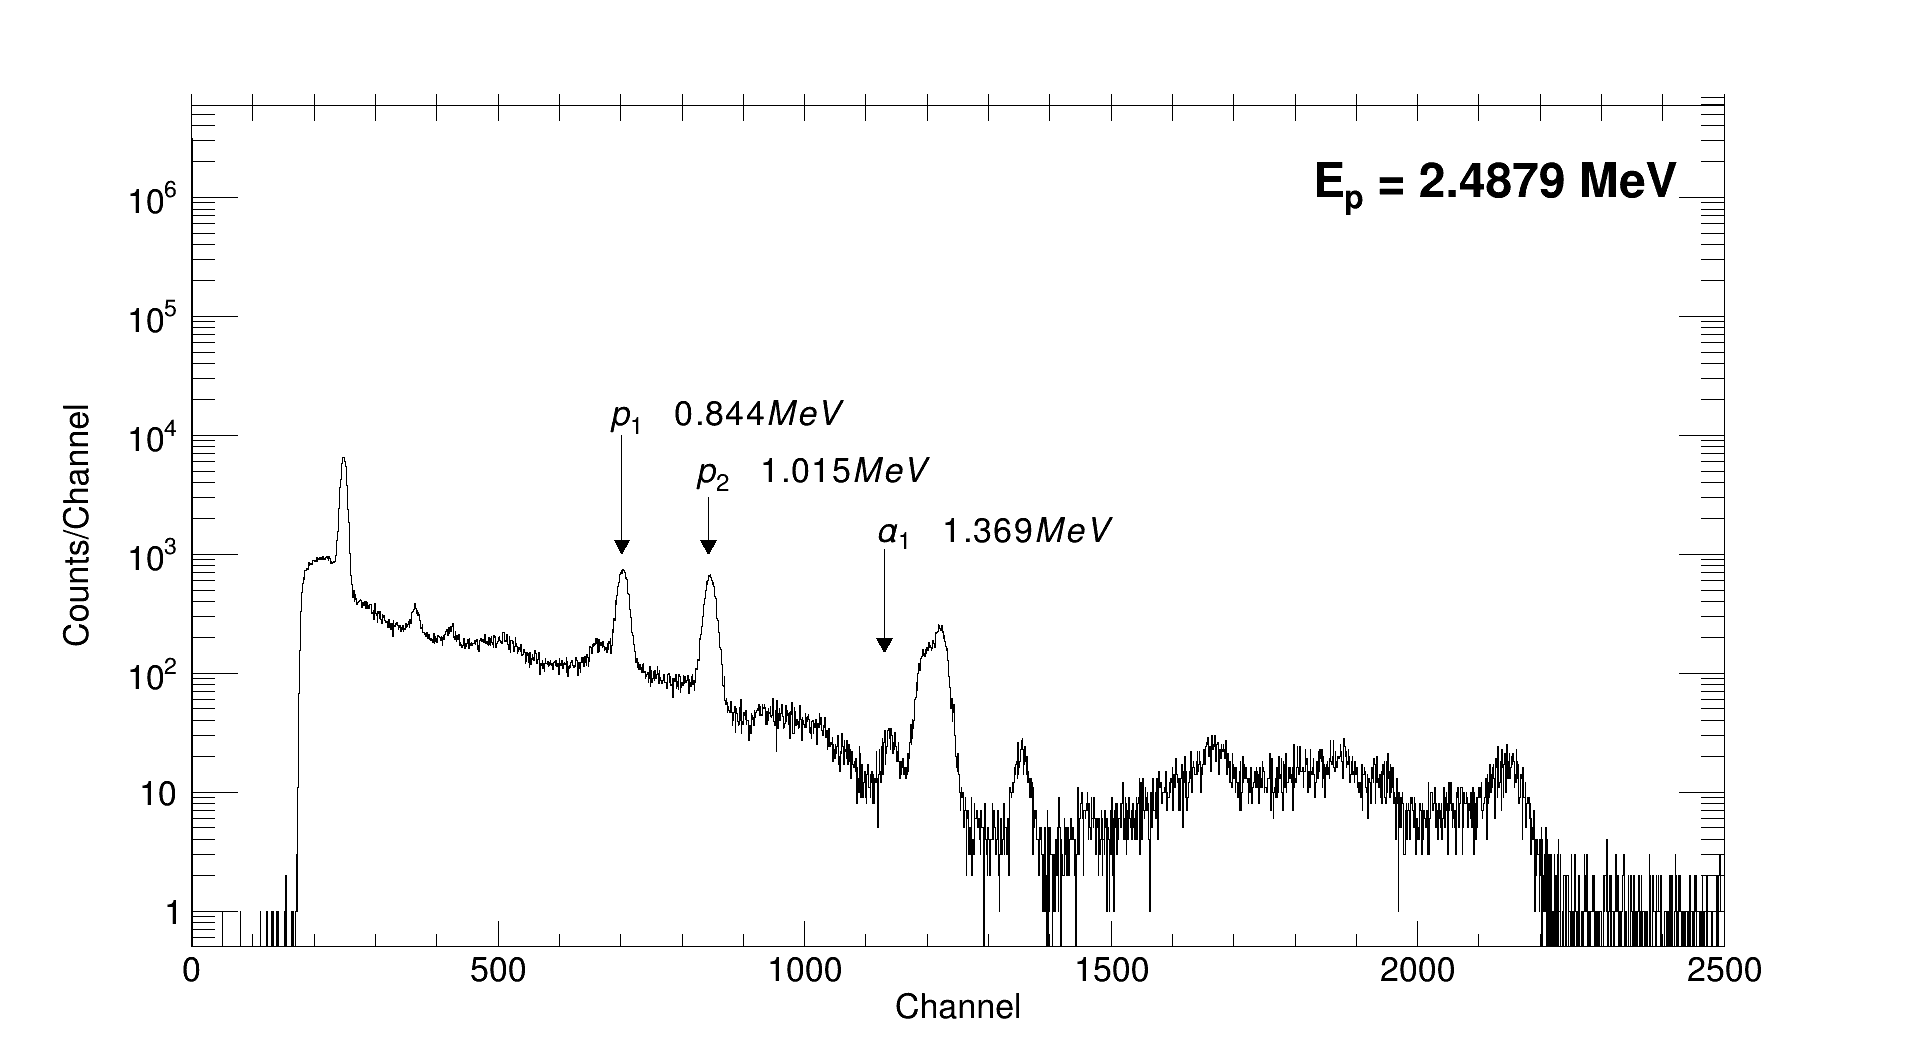 E_p = 2.4879 MeV
10^6
10^5
10^4
10^3
10^2
10
1
Counts/Channel
p_1 0.844MeV
p_2 1.015MeV
α_1 1.369MeV
0 500 1000 1500 2000 2500
Channel